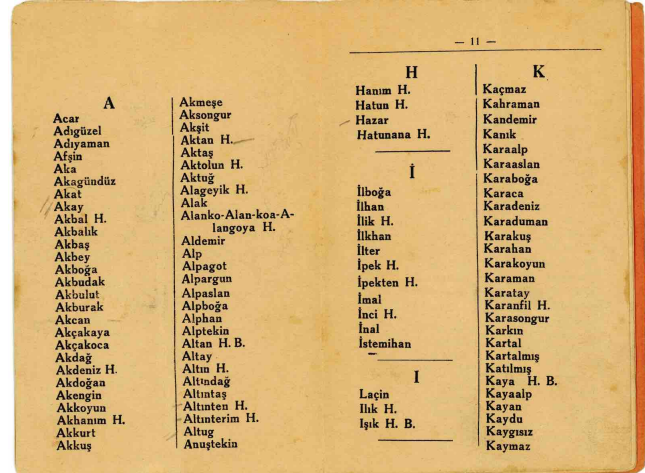 A
Acar
Adıgüzel
Adıyaman
Afşin
Aka
Akagündüz
Akat
Akay
Akbal H.
Akbalık
Akbaş
Akbey
Akboğa
Akbudak
Akbulut
Akburak
Akcan
Akçakaya
Akçakoca
Akdağ
Akdeniz H.
Akdoğan
Akengin
Akkoyun
Akhanım H.
Akkurt
Akkuş
Akmeşe
Aksongur
Akşit
Aktan H.
Aktaş
Aktolun H.
Aktuğ
Alageyik H.
Alak
Alanko-Alan-koa-A-
langoya H.
Aldemir
Alp
Alpagot
Alpargun
Alpaslan
Alpboğa
Alphan
Alptekin
Altan H. B.
Altay
Altın H.
Altındağ
Altıntaş
Altınten H.
Altınterim H.
Altug
Anuştekin
— 11 —
H
Hanım H.
Hatun H.
Hazar
Hatunana H.
İ
İlboğa
İlhan
İlik H.
İlkhan
İlter
İpek H.
İpekten H.
İmal
İnci H.
İnal
İstemihan
I
Laçin
Ilık H.
Işık H. B.
K
Kaçmaz
Kahraman
Kandemir
Kanık
Karaalp
Karaaslan
Karaboğa
Karaca
Karadeniz
Karaduman
Karakuş
Karahan
Karakoyun
Karaman
Karatay
Karanfil H.
Karasongur
Karkın
Kartal
Kartalmış
Katılmış
Kaya H. B.
Kayaalp
Kayan
Kaydu
Kaygısız
Kaymaz